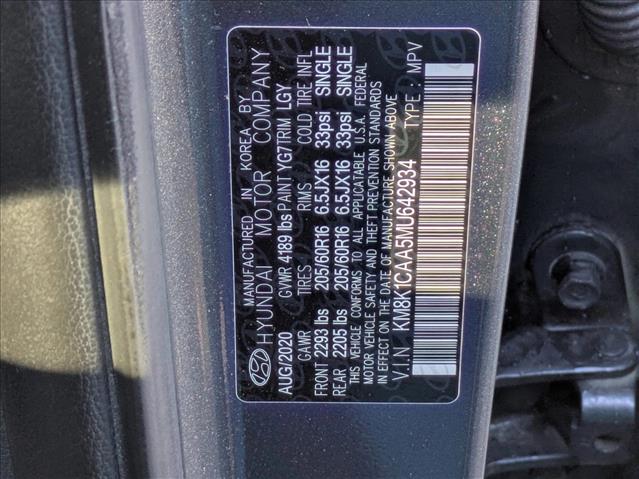 MANUFACTURED IN KOREA BY
HYUNDAI MOTOR COMPANY
AUG/2020 GVWR 4189 lbs PAINT YG7 TRIM LGY
GAWR TIRES RIMS COLD TIRE INFL
FRONT 2293 lbs 205/60R16 6.5JX16 33psi SINGLE
REAR 2205 lbs 205/60R16 6.5JX16 33psi SINGLE
THIS VEHICLE CONFORMS TO ALL APPLICABLE U.S.A. FEDERAL
MOTOR VEHICLE SAFETY AND THEFT PREVENTION STANDARDS
IN EFFECT ON THE DATE OF MANUFACTURE SHOWN ABOVE
V.I.N KM8K1CAA5MU642934 TYPE: MPV